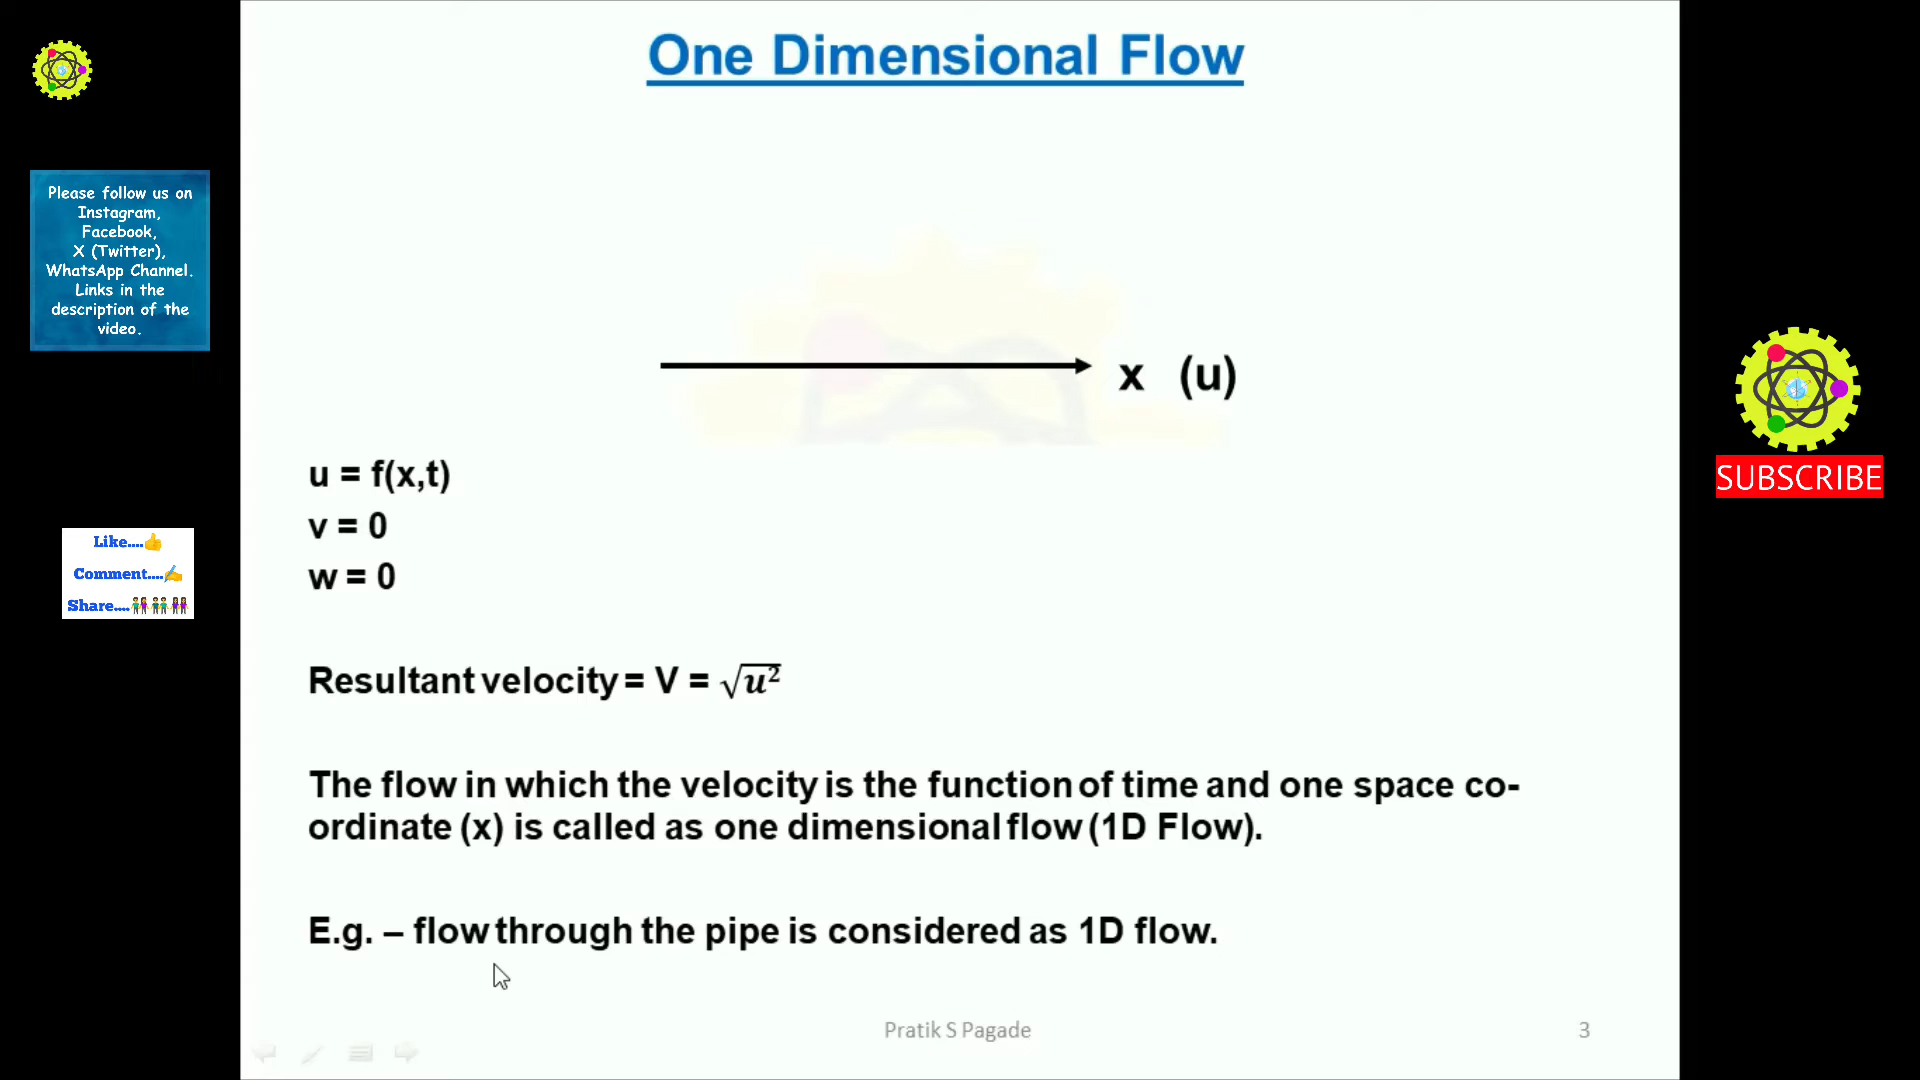 One Dimensional Flow
Please follow us on
Instagram,
Facebook,
X (Twitter),
WhatsApp Channel.
Links in the
description of the
video.
x (u)
SUBSCRIBE
u = f(x,t)
v = 0
w = 0
Like....👍
Comment....✍
Share....👫👬👭
Resultant velocity = V = √u²
The flow in which the velocity is the function of time and one space co-
ordinate (x) is called as one dimensional flow (1D Flow).
E.g. – flow through the pipe is considered as 1D flow.
Pratik S Pagade
3